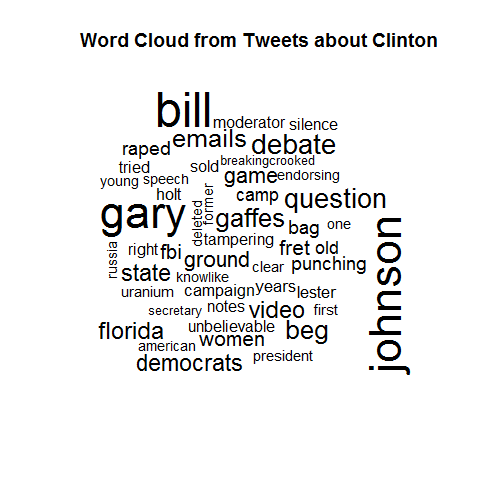 Word Cloud from Tweets about Clinton
bill
moderator silence
emails debate
raped
breakingcrooked
tried sold game endorsing
young speech
holt former camp question
gary deleted gaffes bag one
tampering
russia right fbi ground fret old
johnson
state knowlike clear punching
uranium campaign years lester
secretary notes video first
florida unbelievable beg
american women
democrats president